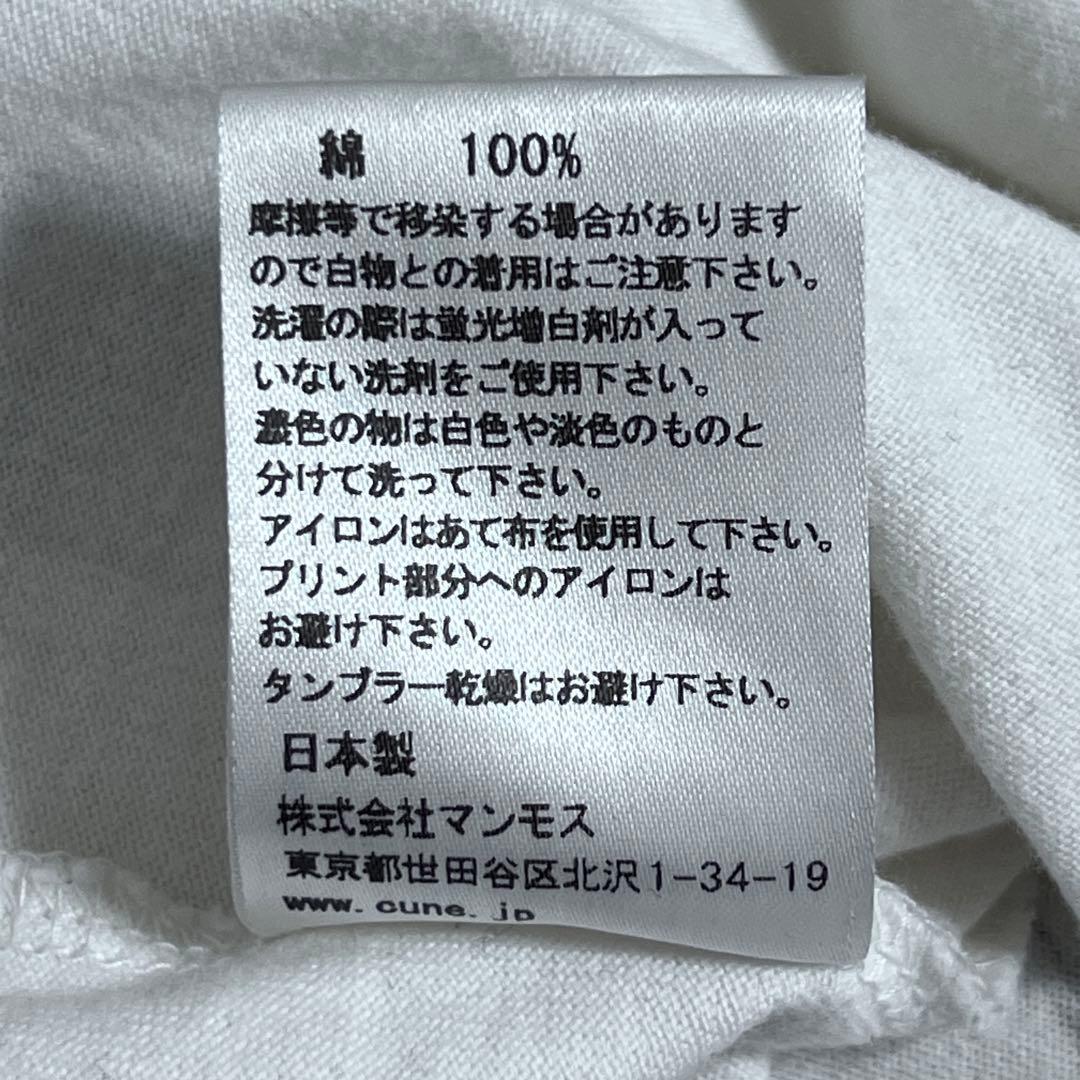 綿 100%
摩擦等で移染する場合があります
ので白物との着用はご注意下さい。
洗濯の際は蛍光増白剤が入って
いない洗剤をご使用下さい。
濃色の物は白色や淡色のものと
分けて洗って下さい。
アイロンはあて布を使用して下さい。
プリント部分へのアイロンは
お避け下さい。
タンブラー乾燥はお避け下さい。
日本製
株式会社マンモス
東京都世田谷区北沢1-34-19
www.cune.jp